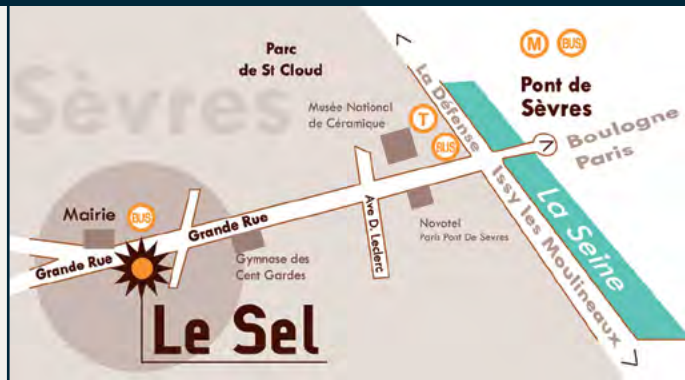 Sèvres
Parc
de St Cloud
La Défense
M
BUS
Pont de
Sèvres
Musée National
de Céramique
T
BUS
Boulogne
Paris
Issy les Moulineaux
La Seine
Mairie
BUS
Grande Rue
Grande Rue
Ave D. Leclerc
Novotel
Paris Pont De Sevres
Gymnase des
Cent Gardes
Le Sel